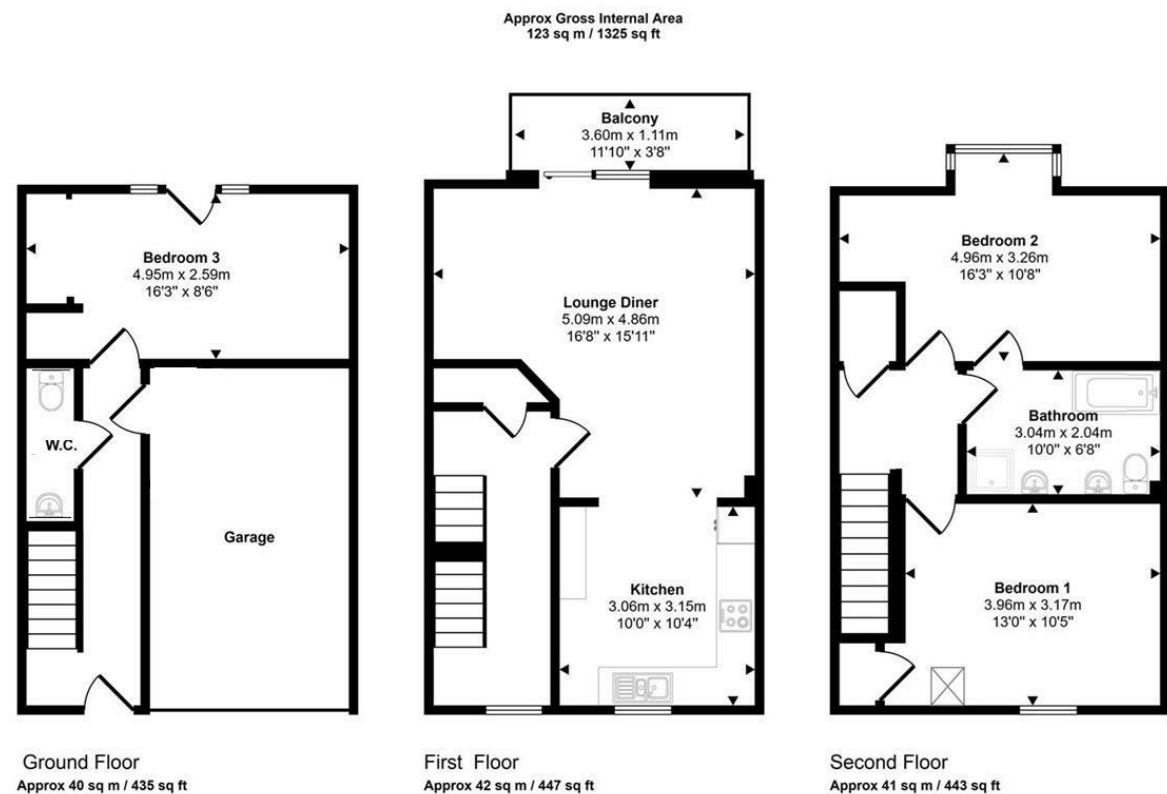 Approx Gross Internal Area
123 sq m / 1325 sq ft
Bedroom 3
4.95m x 2.59m
16'3" x 8'6"
W.C.
Garage
Ground Floor
Approx 40 sq m / 435 sq ft
Balcony
3.60m x 1.11m
11'10" x 3'8"
Lounge Diner
5.09m x 4.86m
16'8" x 15'11"
Kitchen
3.06m x 3.15m
10'0" x 10'4"
First Floor
Approx 42 sq m / 447 sq ft
Bedroom 2
4.96m x 3.26m
16'3" x 10'8"
Bathroom
3.04m x 2.04m
10'0" x 6'8"
Bedroom 1
3.96m x 3.17m
13'0" x 10'5"
Second Floor
Approx 41 sq m / 443 sq ft